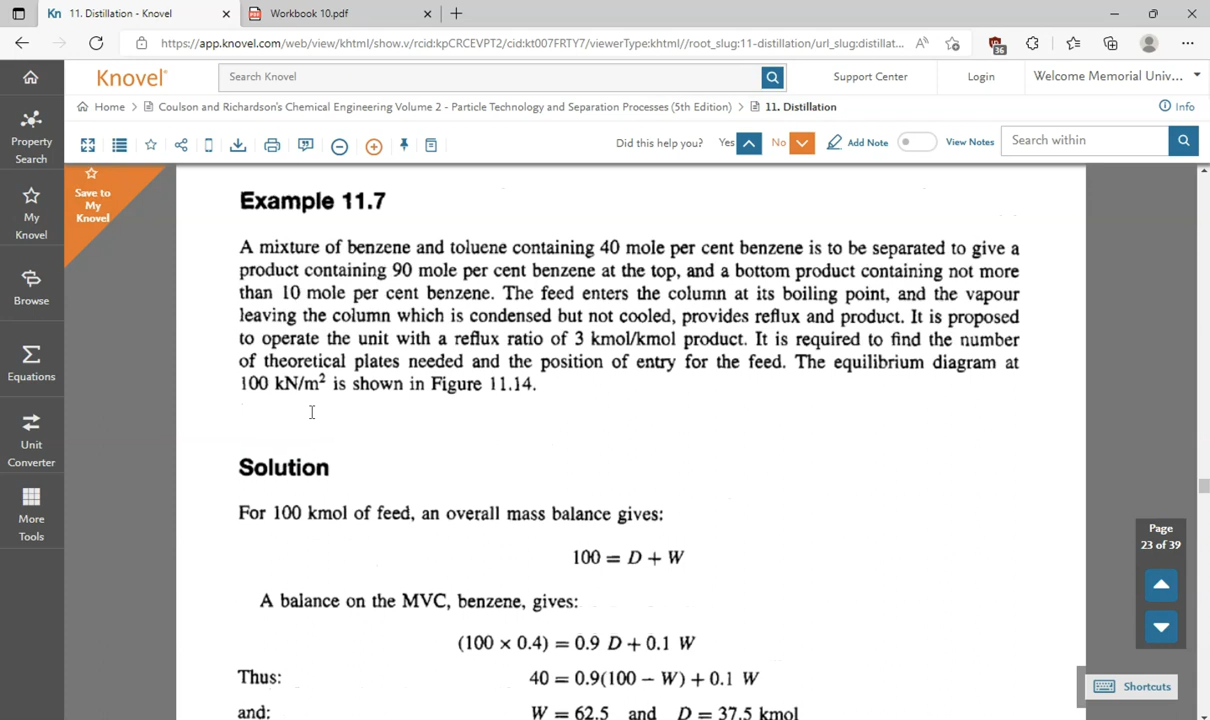 11. Distillation - Knovel
Workbook 10.pdf
https://app.knovel.com/web/view/khtml/show.v/rcid:kpCRCEVPT2/cid:kt007FRTY7/viewerType:khtml//root_slug:11-distillation/url_slug:distillat...
36
Knovel
Search Knovel
Support Center
Login
Welcome Memorial Univ...
Home > Coulson and Richardson's Chemical Engineering Volume 2 - Particle Technology and Separation Processes (5th Edition) > 11. Distillation
Info
Did this help you? Yes No Add Note View Notes
Search within
Property
Search
My
Knovel
Browse
Equations
Unit
Converter
More
Tools
Save to
My
Knovel
Example 11.7
A mixture of benzene and toluene containing 40 mole per cent benzene is to be separated to give a
product containing 90 mole per cent benzene at the top, and a bottom product containing not more
than 10 mole per cent benzene. The feed enters the column at its boiling point, and the vapour
leaving the column which is condensed but not cooled, provides reflux and product. It is proposed
to operate the unit with a reflux ratio of 3 kmol/kmol product. It is required to find the number
of theoretical plates needed and the position of entry for the feed. The equilibrium diagram at
100 kN/m² is shown in Figure 11.14.
Solution
For 100 kmol of feed, an overall mass balance gives:
100 = D + W
A balance on the MVC, benzene, gives:
(100 × 0.4) = 0.9 D + 0.1 W
Thus: 40 = 0.9(100 − W) + 0.1 W
and: W = 62.5 and D = 37.5 kmol
Page
23 of 39
Shortcuts